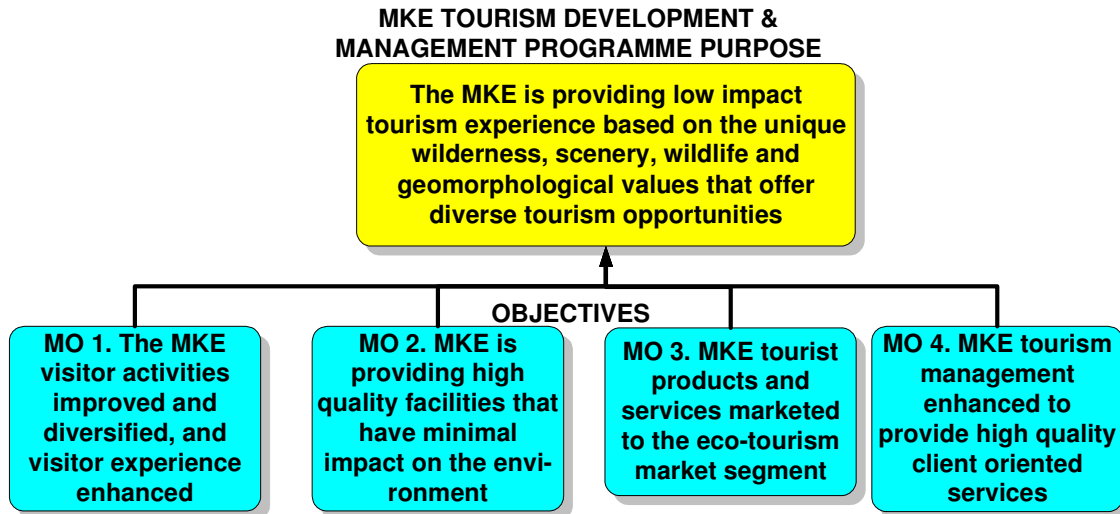 MKE TOURISM DEVELOPMENT &
MANAGEMENT PROGRAMME PURPOSE
The MKE is providing low impact
tourism experience based on the unique
wilderness, scenery, wildlife and
geomorphological values that offer
diverse tourism opportunities
OBJECTIVES
MO 1. The MKE
visitor activities
improved and
diversified, and
visitor experience
enhanced
MO 2. MKE is
providing high
quality facilities that
have minimal
impact on the envi-
ronment
MO 3. MKE tourist
products and
services marketed
to the eco-tourism
market segment
MO 4. MKE tourism
management
enhanced to
provide high quality
client oriented
services